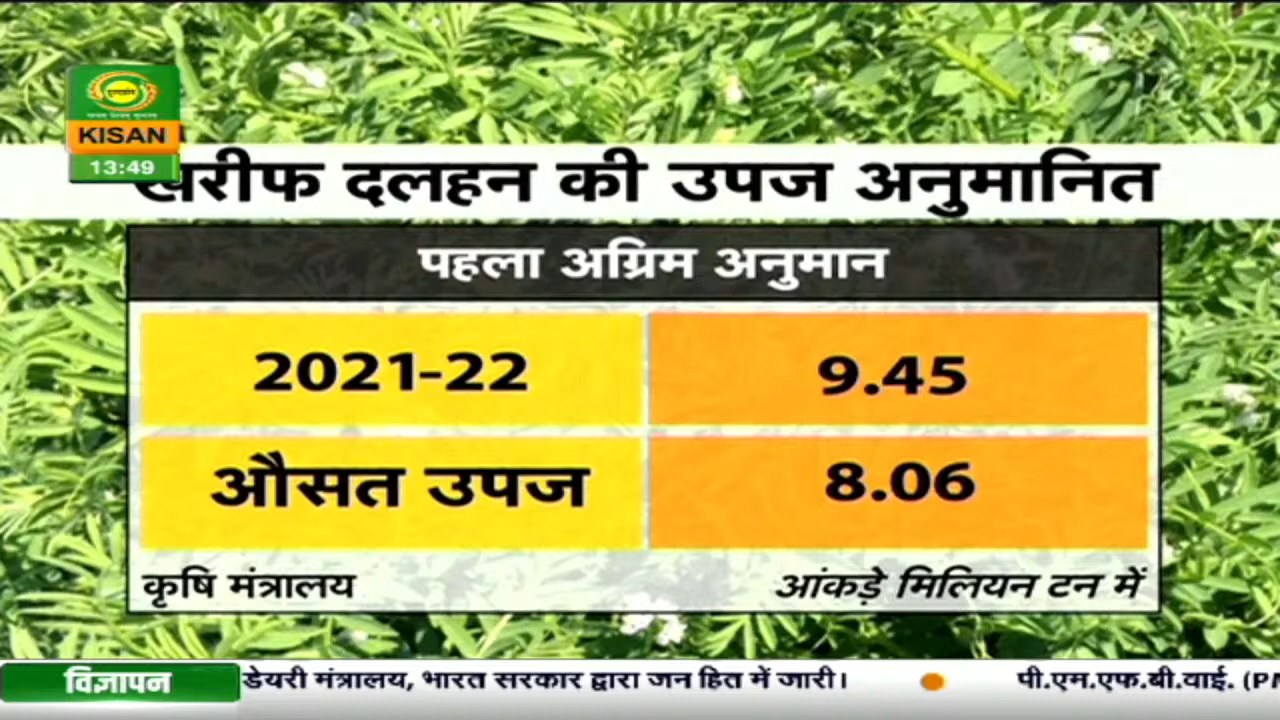 KISAN
13:49
खरीफ दलहन की उपज अनुमानित
पहला अग्रिम अनुमान
2021-22 9.45
औसत उपज 8.06
कृषि मंत्रालय आंकड़े मिलियन टन में
विज्ञापन डेयरी मंत्रालय, भारत सरकार द्वारा जन हित में जारी। पी.एम.एफ.बी.वाई. (PM